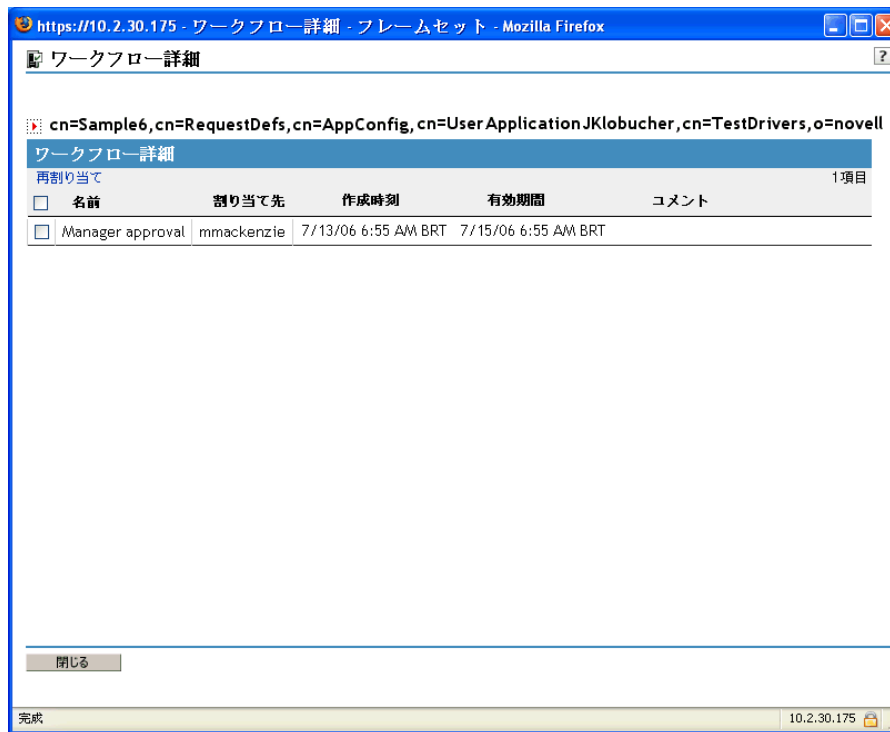 https://10.2.30.175 - ワークフロー詳細 - フレームセット - Mozilla Firefox
ワークフロー詳細 ?
cn=Sample6,cn=RequestDefs,cn=AppConfig,cn=UserApplicationJKlobucher,cn=TestDrivers,o=novell
ワークフロー詳細
再割り当て 1項目
名前 割り当て先 作成時刻 有効期間 コメント
Manager approval mmackenzie 7/13/06 6:55 AM BRT 7/15/06 6:55 AM BRT
閉じる
完成 10.2.30.175